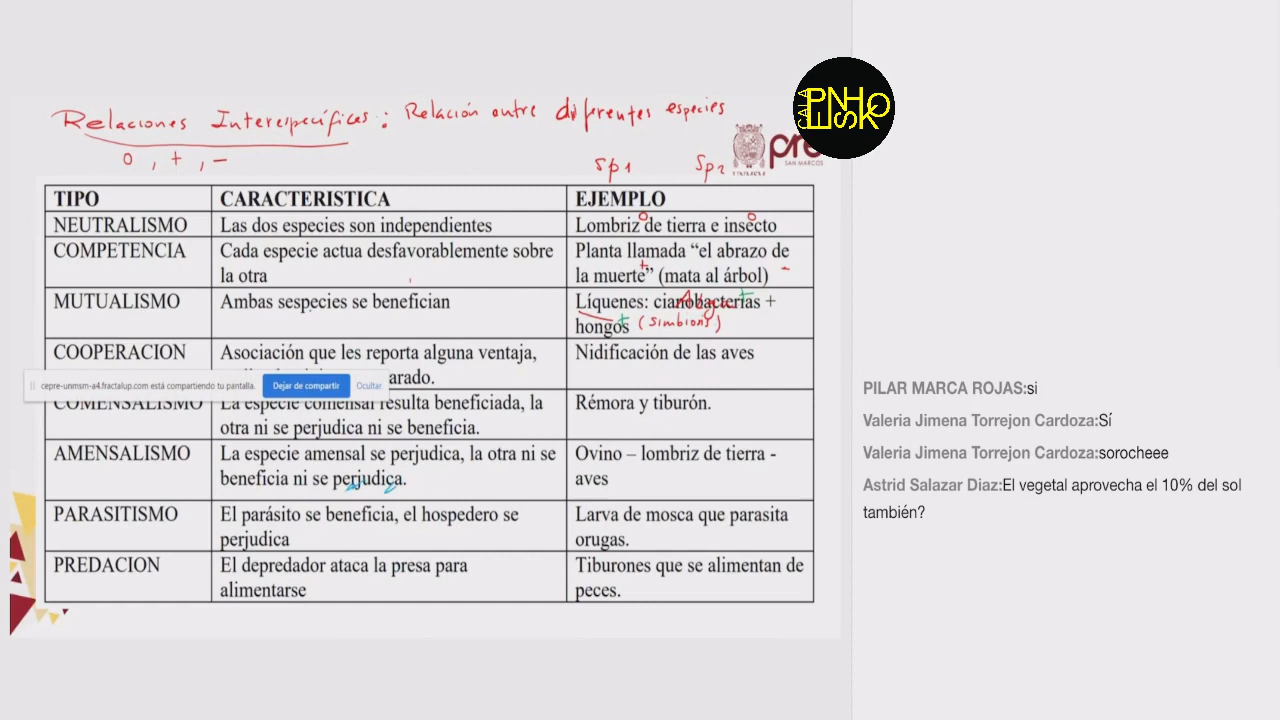 Relaciones Interespecíficas: Relación entre diferentes especies
0, +, -
Sp1 Sp2
CALA
PENHSKO
pre
SAN MARCOS
TIPO CARACTERISTICA EJEMPLO
NEUTRALISMO Las dos especies son independientes Lombriz de tierra e insecto
0 0
COMPETENCIA Cada especie actua desfavorablemente sobre Planta llamada “el abrazo de
la otra la muerte” (mata al árbol)
+ -
MUTUALISMO Ambas sespecies se benefician Líquenes: cianobacterias +
hongos (Simbions)
+ +
COOPERACION Asociación que les reporta alguna ventaja, Nidificación de las aves
arado.
cepre-unmsm-a4.fractalup.com está compartiendo tu pantalla. Dejar de compartir Ocultar
COMENSALISMO La especie comensal resulta beneficiada, la Rémora y tiburón.
otra ni se perjudica ni se beneficia.
AMENSALISMO La especie amensal se perjudica, la otra ni se Ovino – lombriz de tierra -
beneficia ni se perjudica. aves
PARASITISMO El parásito se beneficia, el hospedero se Larva de mosca que parasita
perjudica orugas.
PREDACION El depredador ataca la presa para Tiburones que se alimentan de
alimentarse peces.
PILAR MARCA ROJAS:si
Valeria Jimena Torrejon Cardoza:Sí
Valeria Jimena Torrejon Cardoza:sorocheee
Astrid Salazar Diaz:El vegetal aprovecha el 10% del sol
también?